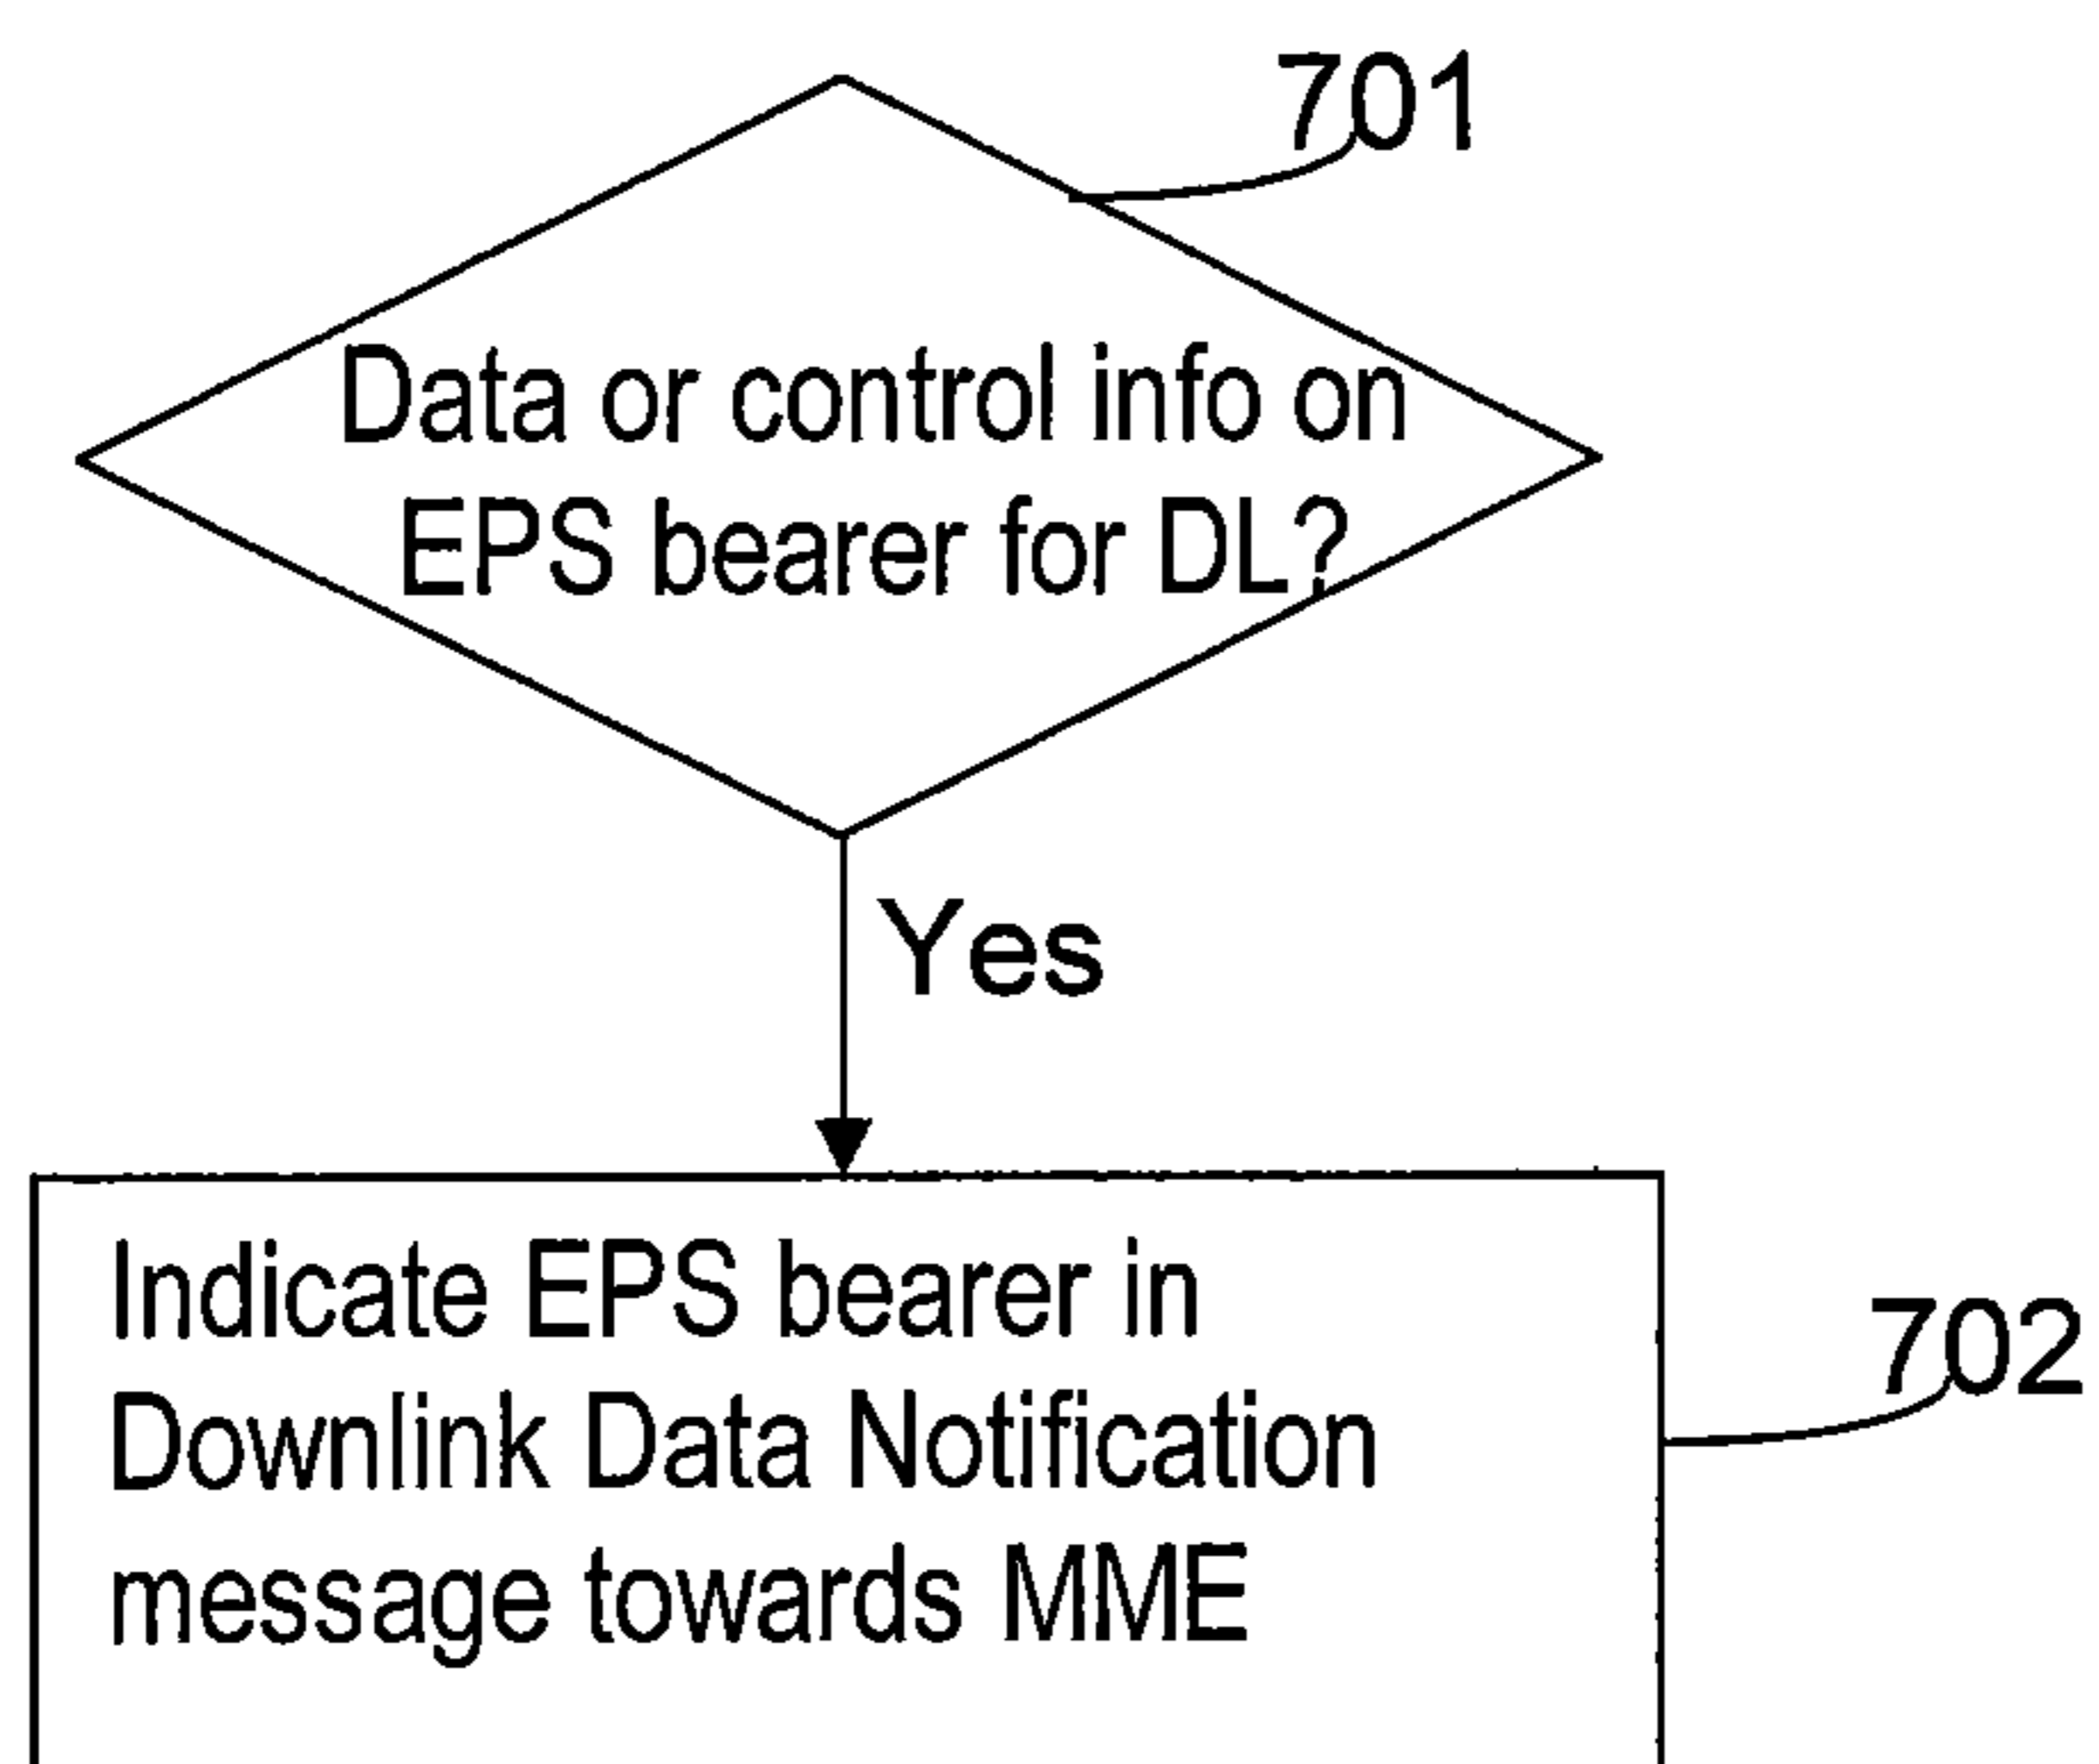 701
Data or control info on
EPS bearer for DL?
Yes
Indicate EPS bearer in
Downlink Data Notification
message towards MME
702